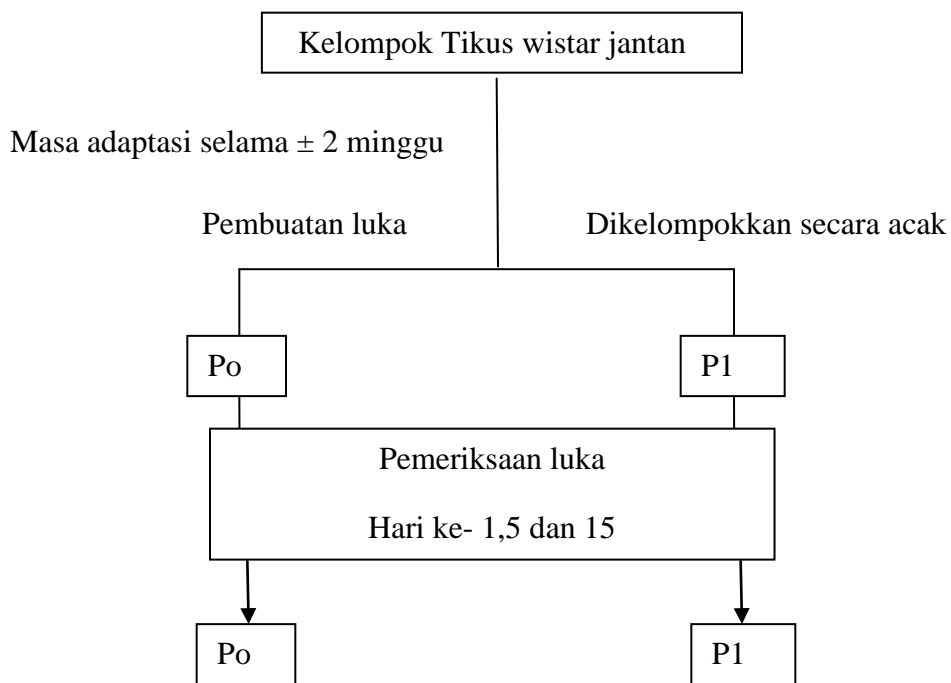 Kelompok Tikus wistar jantan
Masa adaptasi selama ± 2 minggu
Pembuatan luka
Dikelompokkan secara acak
Po
P1
Pemeriksaan luka
Hari ke- 1,5 dan 15
Po
P1